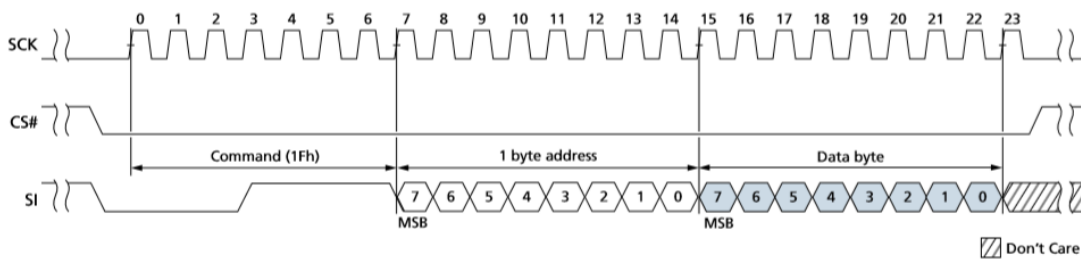 0 1 2 3 4 5 6 7 8 9 10 11 12 13 14 15 16 17 18 19 20 21 22 23
SCK
CS#
Command (1Fh) 1 byte address Data byte
SI 7 6 5 4 3 2 1 0 7 6 5 4 3 2 1 0
MSB MSB
Don't Care